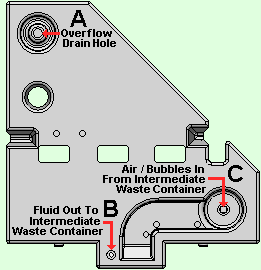 A
Overflow
Drain Hole
C
Air / Bubbles In
From Intermediate
Waste Container
B
Fluid Out To
Intermediate
Waste Container